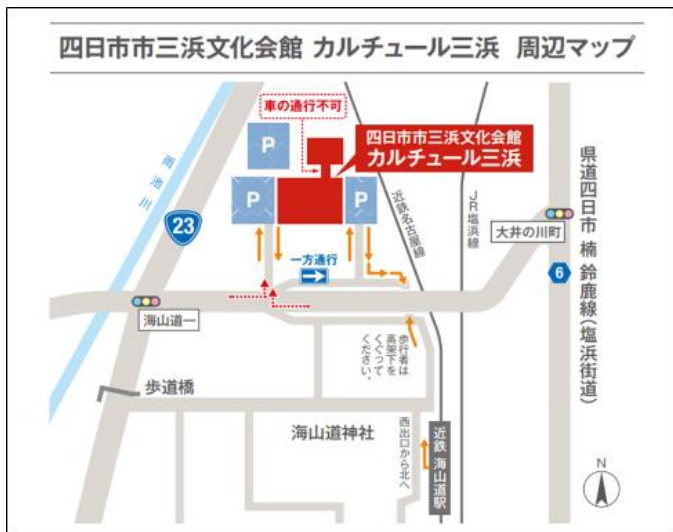 四日市市三浜文化会館 カルチュール三浜 周辺マップ
車の通行不可
P
四日市市三浜文化会館
カルチュール三浜
P
P
雨池川
23
近鉄名古屋線
JR塩浜線
大井の川町
県道四日市 楠 鈴鹿線(塩浜街道)
6
一方通行
海山道一
歩行者は
高架下を
くぐって
ください。
歩道橋
海山道神社
西出口から北へ
近鉄 海山道駅
N